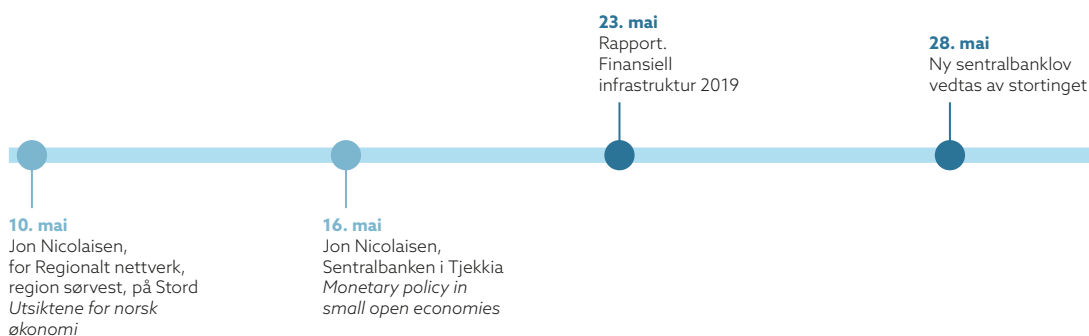 10. mai
Jon Nicolaisen,
for Regionalt nettverk,
region sørvest, på Stord
Utsiktene for norsk
økonomi
16. mai
Jon Nicolaisen,
Sentralbanken i Tjekkia
Monetary policy in
small open economies
23. mai
Rapport.
Finansiell
infrastruktur 2019
28. mai
Ny sentralbanklov
vedtas av stortinget